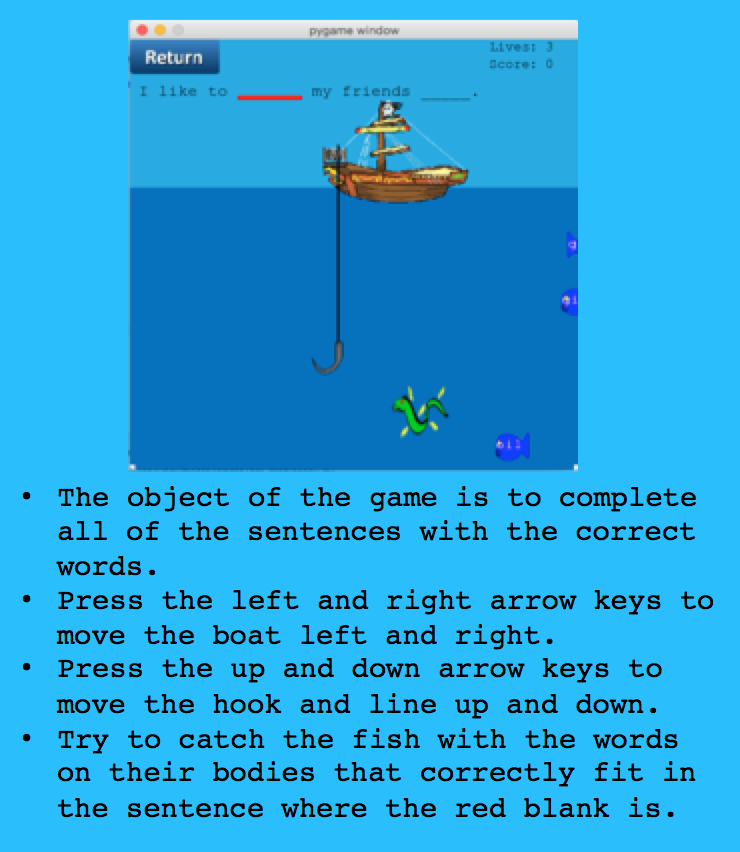 pygame window
Return
Lives: 3
Score: 0
I like to ______ my friends _____.
oil
• The object of the game is to complete
all of the sentences with the correct
words.
• Press the left and right arrow keys to
move the boat left and right.
• Press the up and down arrow keys to
move the hook and line up and down.
• Try to catch the fish with the words
on their bodies that correctly fit in
the sentence where the red blank is.